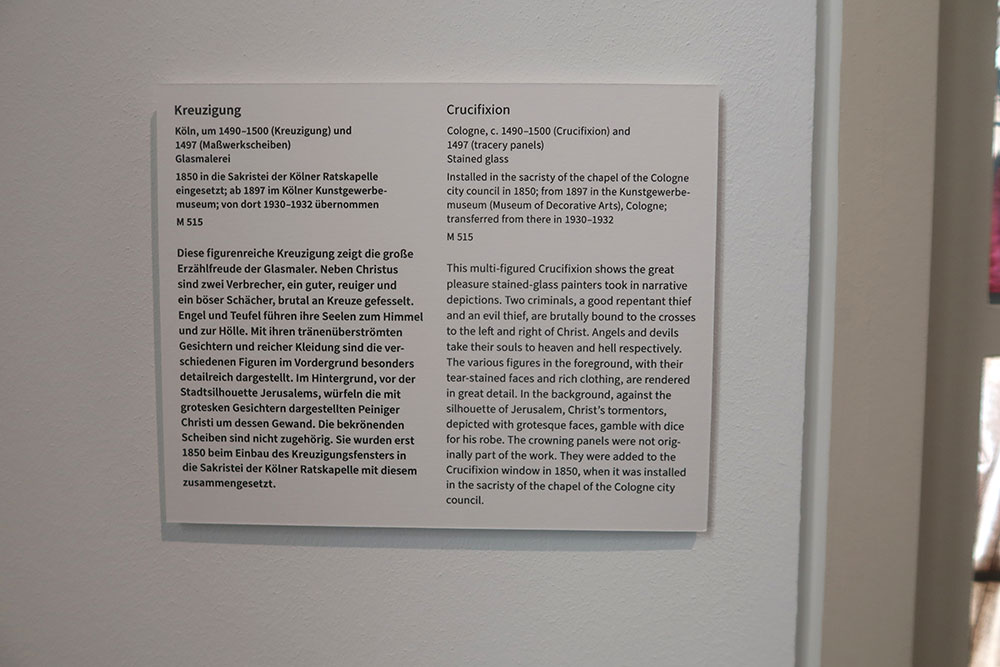 Kreuzigung
Köln, um 1490–1500 (Kreuzigung) und
1497 (Maßwerkscheiben)
Glasmalerei
1850 in die Sakristei der Kölner Ratskapelle
eingesetzt; ab 1897 im Kölner Kunstgewerbe-
museum; von dort 1930–1932 übernommen
M 515
Diese figurenreiche Kreuzigung zeigt die große
Erzählfreude der Glasmaler. Neben Christus
sind zwei Verbrecher, ein guter, reuiger und
ein böser Schächer, brutal an Kreuze gefesselt.
Engel und Teufel führen ihre Seelen zum Himmel
und zur Hölle. Mit ihren tränenüberströmten
Gesichtern und reicher Kleidung sind die ver-
schiedenen Figuren im Vordergrund besonders
detailreich dargestellt. Im Hintergrund, vor der
Stadtsilhouette Jerusalems, würfeln die mit
grotesken Gesichtern dargestellten Peiniger
Christi um dessen Gewand. Die bekrönenden
Scheiben sind nicht zugehörig. Sie wurden erst
1850 beim Einbau des Kreuzigungsfensters in
die Sakristei der Kölner Ratskapelle mit diesem
zusammengesetzt.
Crucifixion
Cologne, c. 1490–1500 (Crucifixion) and
1497 (tracery panels)
Stained glass
Installed in the sacristy of the chapel of the Cologne
city council in 1850; from 1897 in the Kunstgewerbe-
museum (Museum of Decorative Arts), Cologne;
transferred from there in 1930–1932
M 515
This multi-figured Crucifixion shows the great
pleasure stained-glass painters took in narrative
depictions. Two criminals, a good repentant thief
and an evil thief, are brutally bound to the crosses
to the left and right of Christ. Angels and devils
take their souls to heaven and hell respectively.
The various figures in the foreground, with their
tear-stained faces and rich clothing, are rendered
in great detail. In the background, against the
silhouette of Jerusalem, Christ's tormentors,
depicted with grotesque faces, gamble with dice
for his robe. The crowning panels were not orig-
inally part of the work. They were added to the
Crucifixion window in 1850, when it was installed
in the sacristy of the chapel of the Cologne city
council.